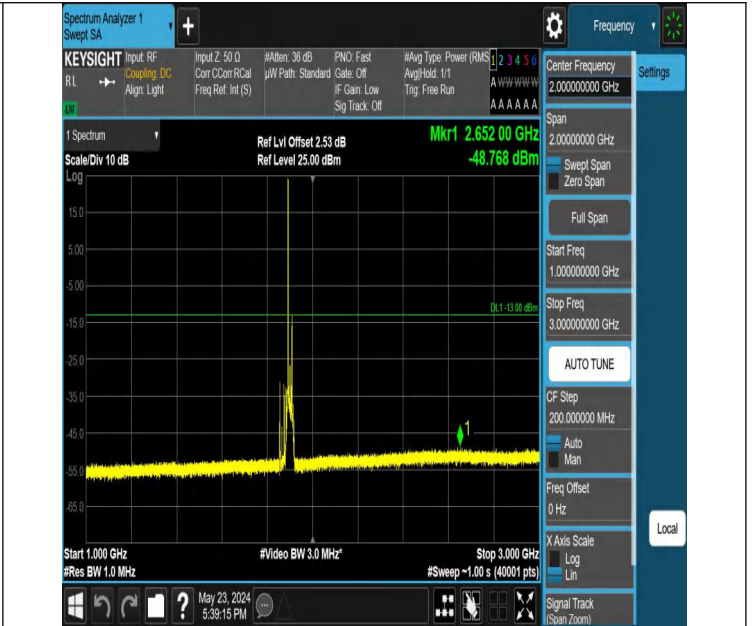 Spectrum Analyzer 1
Swept SA
+
Frequency
KEYSIGHT
RL
Input: RF
Coupling: DC
Align: Light
Input Z: 50 Ω
Corr CCorr RCal
Freq Ref: Int (S)
#Atten: 36 dB
µW Path: Standard
PNO: Fast
Gate: Off
IF Gain: Low
Sig Track: Off
#Avg Type: Power (RMS
Avg|Hold: 1/1
Trig: Free Run
1 2 3 4 5 6
A W W W W W
A A A A A A
1 Spectrum
Scale/Div 10 dB
Log
Ref Lvl Offset 2.53 dB
Ref Level 25.00 dBm
Mkr1 2.652 00 GHz
-48.768 dBm
15.0
5.00
-5.00
DL1 -13.00 dBm
-15.0
-25.0
-35.0
-45.0
1
-55.0
-65.0
Start 1.000 GHz
#Res BW 1.0 MHz
#Video BW 3.0 MHz*
Stop 3.000 GHz
#Sweep ~1.00 s (40001 pts)
?
May 23, 2024
5:39:15 PM
Center Frequency
2.000000000 GHz
Settings
Span
2.00000000 GHz
Swept Span
Zero Span
Full Span
Start Freq
1.000000000 GHz
Stop Freq
3.000000000 GHz
AUTO TUNE
CF Step
200.000000 MHz
Auto
Man
Freq Offset
0 Hz
X Axis Scale
Log
Lin
Local
Signal Track
(Span Zoom)